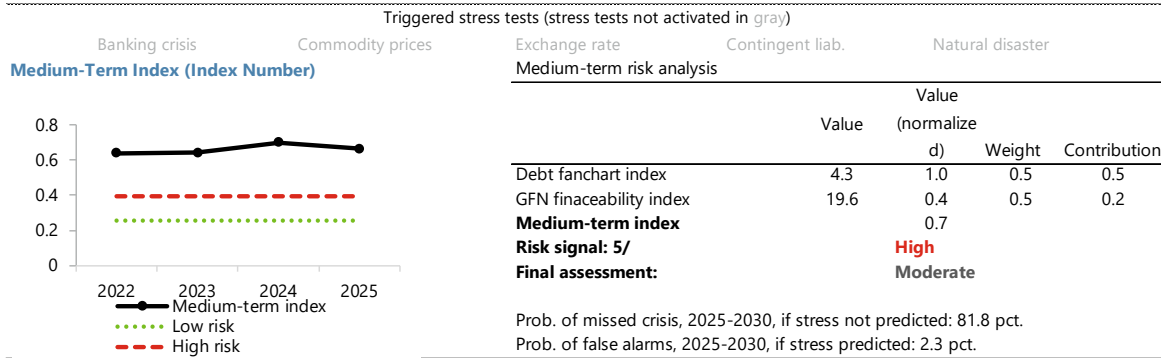 Triggered stress tests (stress tests not activated in gray)
Banking crisis Commodity prices Exchange rate Contingent liab. Natural disaster
Medium-Term Index (Index Number)
0.8
0.6
0.4
0.2
0
2022 2023 2024 2025
Medium-term index
Low risk
High risk
Medium-term risk analysis
Value
Value (normalize
d) Weight Contribution
Debt fanchart index 4.3 1.0 0.5 0.5
GFN finaceability index 19.6 0.4 0.5 0.2
Medium-term index 0.7
Risk signal: 5/ High
Final assessment: Moderate
Prob. of missed crisis, 2025-2030, if stress not predicted: 81.8 pct.
Prob. of false alarms, 2025-2030, if stress predicted: 2.3 pct.